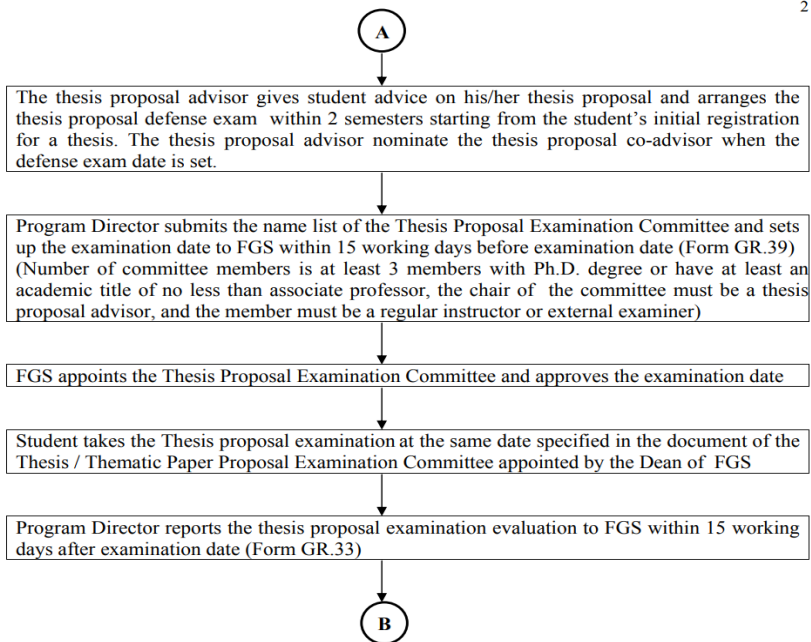 2
A
The thesis proposal advisor gives student advice on his/her thesis proposal and arranges the
thesis proposal defense exam within 2 semesters starting from the student's initial registration
for a thesis. The thesis proposal advisor nominate the thesis proposal co-advisor when the
defense exam date is set.
Program Director submits the name list of the Thesis Proposal Examination Committee and sets
up the examination date to FGS within 15 working days before examination date (Form GR.39)
(Number of committee members is at least 3 members with Ph.D. degree or have at least an
academic title of no less than associate professor, the chair of the committee must be a thesis
proposal advisor, and the member must be a regular instructor or external examiner)
FGS appoints the Thesis Proposal Examination Committee and approves the examination date
Student takes the Thesis proposal examination at the same date specified in the document of the
Thesis / Thematic Paper Proposal Examination Committee appointed by the Dean of FGS
Program Director reports the thesis proposal examination evaluation to FGS within 15 working
days after examination date (Form GR.33)
B